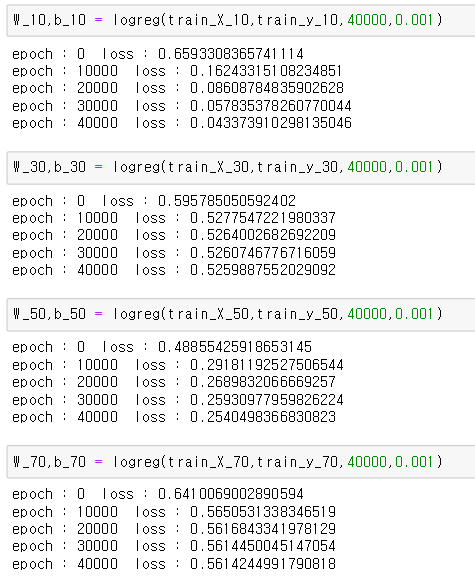 W_10,b_10 = logreg(train_X_10,train_y_10,40000,0.001)
epoch : 0  loss : 0.6593308365741114
epoch : 10000  loss : 0.16243315108234851
epoch : 20000  loss : 0.08608784835902628
epoch : 30000  loss : 0.057835378260770044
epoch : 40000  loss : 0.043373910298135046
W_30,b_30 = logreg(train_X_30,train_y_30,40000,0.001)
epoch : 0  loss : 0.595785050592402
epoch : 10000  loss : 0.5277547221980337
epoch : 20000  loss : 0.5264002682692209
epoch : 30000  loss : 0.5260746776716059
epoch : 40000  loss : 0.5259887552029092
W_50,b_50 = logreg(train_X_50,train_y_50,40000,0.001)
epoch : 0  loss : 0.48855425918653145
epoch : 10000  loss : 0.29181192527506544
epoch : 20000  loss : 0.2689832066669257
epoch : 30000  loss : 0.25930977959826224
epoch : 40000  loss : 0.2540498366830823
W_70,b_70 = logreg(train_X_70,train_y_70,40000,0.001)
epoch : 0  loss : 0.6410069002890594
epoch : 10000  loss : 0.5650531338346519
epoch : 20000  loss : 0.5616843341978129
epoch : 30000  loss : 0.5614450045147054
epoch : 40000  loss : 0.5614244991790818